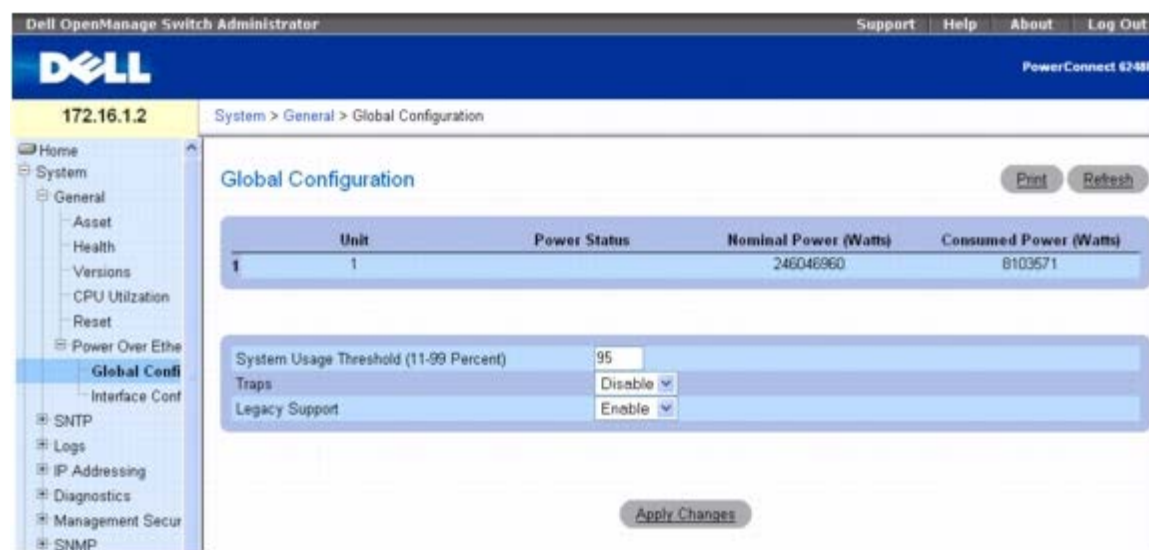 Dell OpenManage Switch Administrator
Support Help About Log Out
DELL
PowerConnect 6248
172.16.1.2
System > General > Global Configuration
Home
System
General
Asset
Health
Versions
CPU Utilzation
Reset
Power Over Ethe
Global Confi
Interface Conf
SNTP
Logs
IP Addressing
Diagnostics
Management Secur
SNMP
Global Configuration
Print Refresh
Unit Power Status Nominal Power (Watts) Consumed Power (Watts)
1 1 246046960 8103571
System Usage Threshold (11-99 Percent) 95
Traps Disable
Legacy Support Enable
Apply Changes